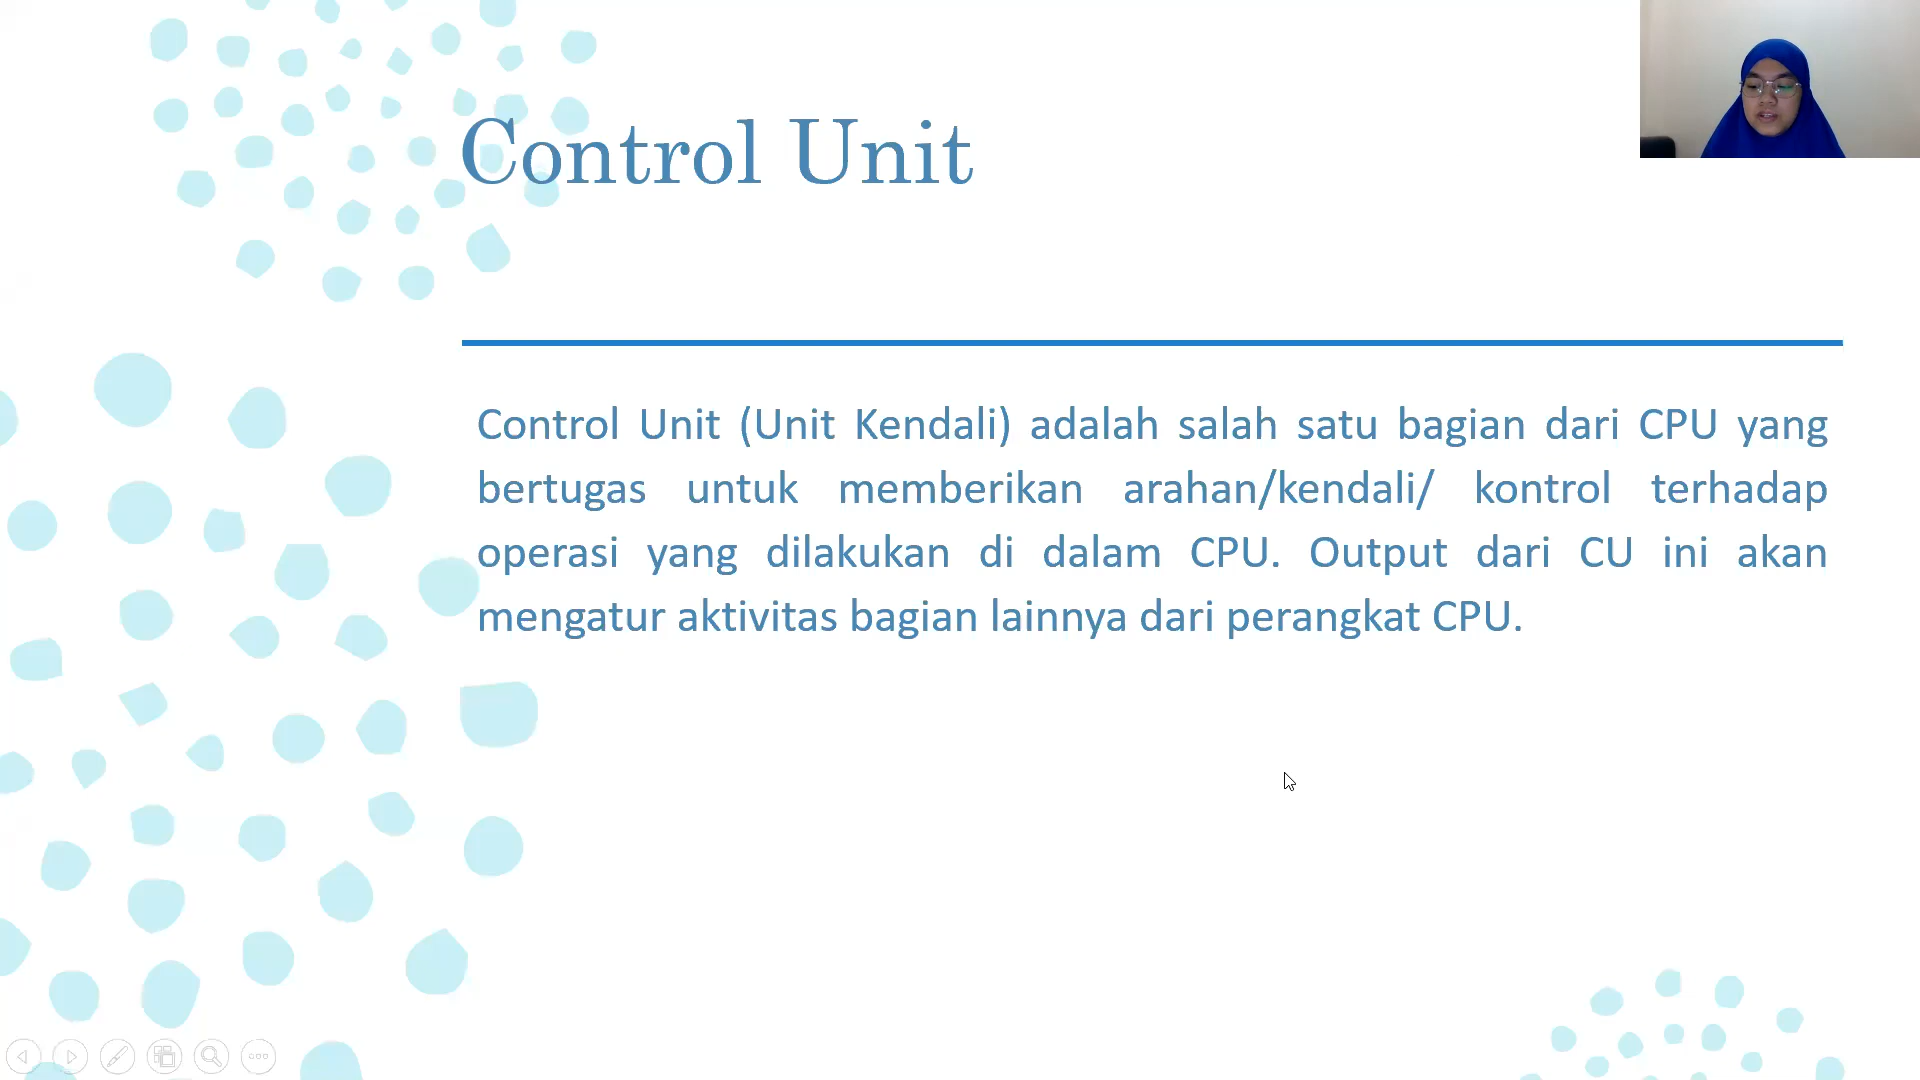 Control Unit
Control Unit (Unit Kendali) adalah salah satu bagian dari CPU yang
bertugas untuk memberikan arahan/kendali/ kontrol terhadap
operasi yang dilakukan di dalam CPU. Output dari CU ini akan
mengatur aktivitas bagian lainnya dari perangkat CPU.